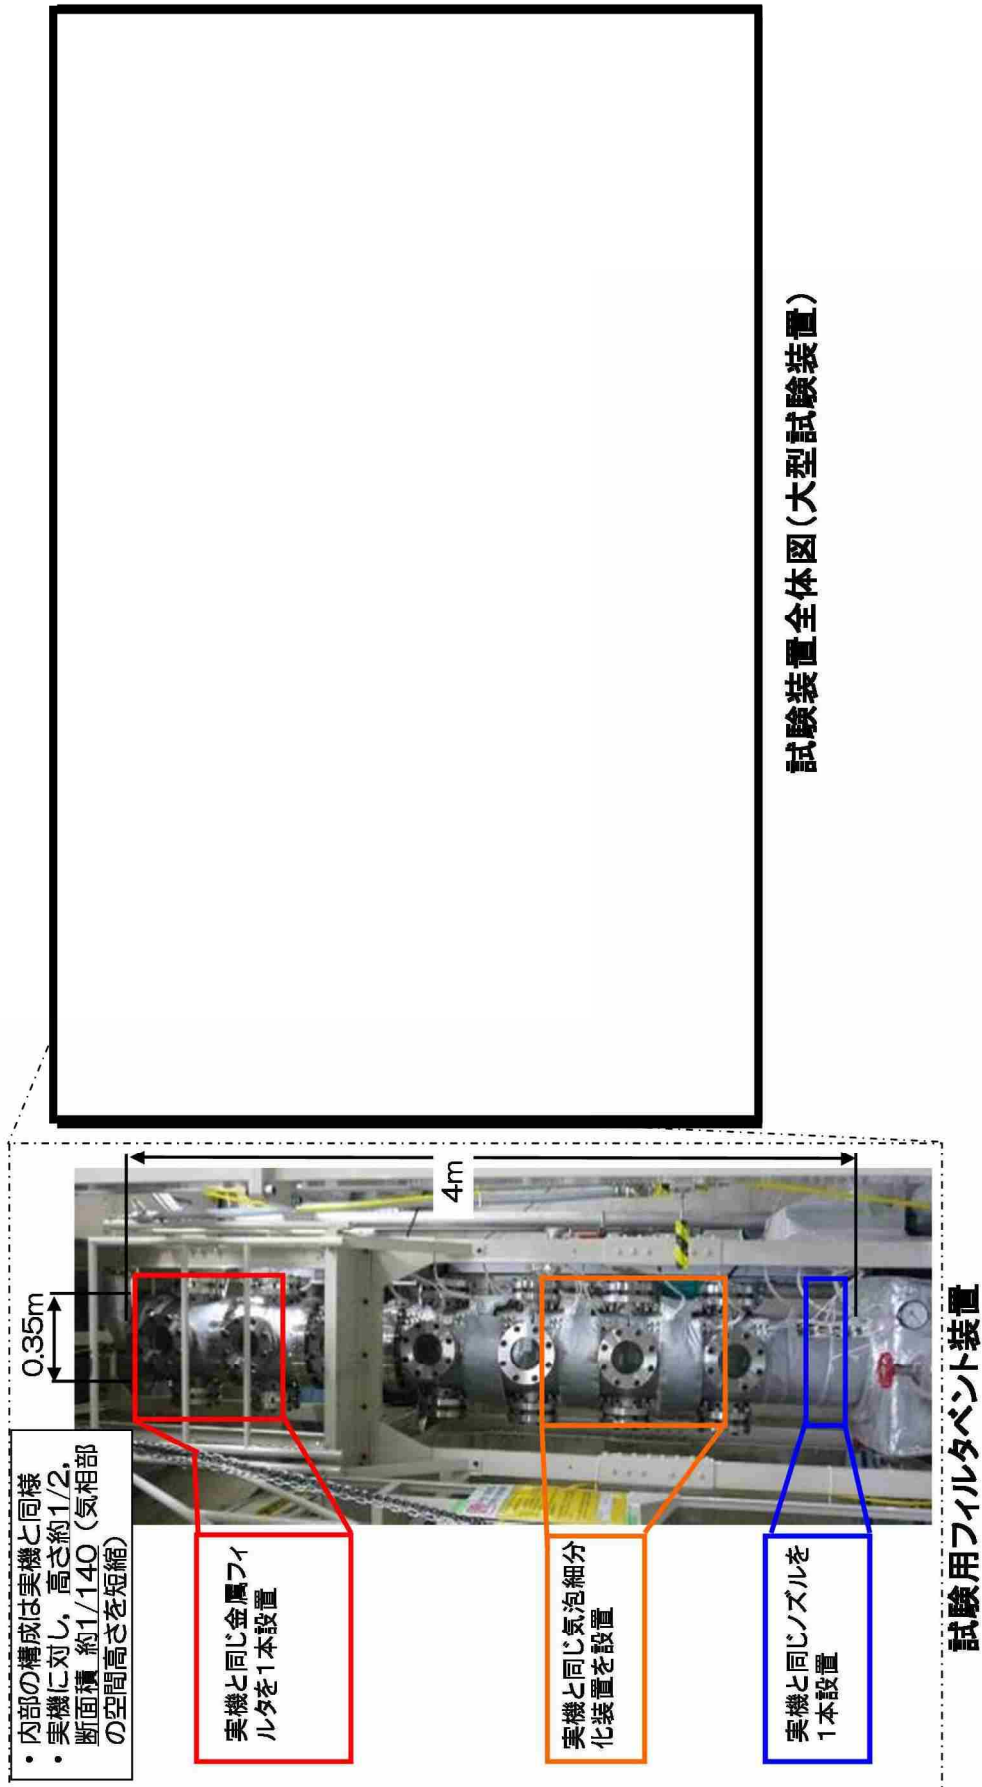 ・内部の構成は実機と同様
・実機に対し，高さ約1/2，
断面積 約1/140（気相部
の空間高さを短縮）
0.35m
4m
実機と同じ金属フィ
ルタを1本設置
実機と同じ気泡細分
化装置を設置
実機と同じノズルを
1本設置
試験用フィルタベント装置
試験装置全体図（大型試験装置）